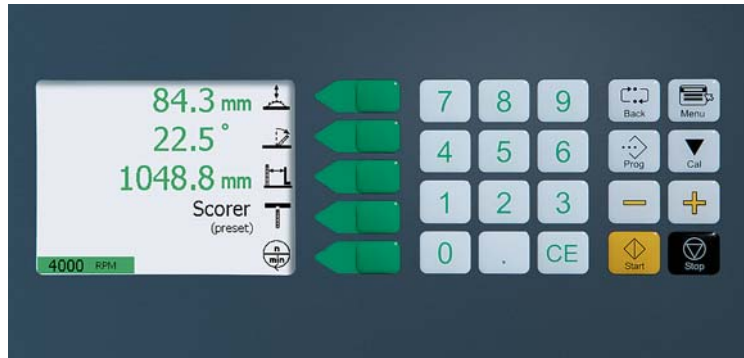 84.3 mm
22.5°
1048.8 mm
Scorer
(preset)
n
min
4000 RPM
7 8 9
4 5 6
1 2 3
0 . CE
Back Menu
Prog Cal
− +
Start Stop